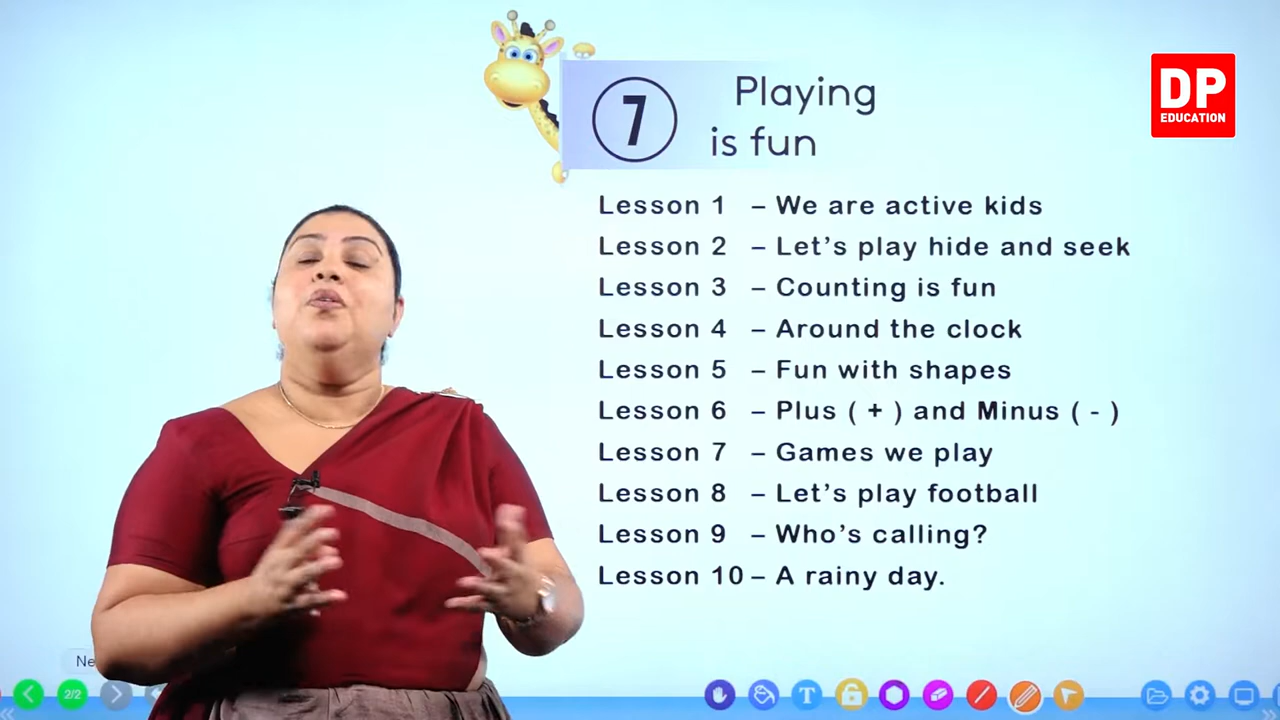 7
Playing
is fun
DP
EDUCATION
Lesson 1 – We are active kids
Lesson 2 – Let’s play hide and seek
Lesson 3 – Counting is fun
Lesson 4 – Around the clock
Lesson 5 – Fun with shapes
Lesson 6 – Plus ( + ) and Minus ( - )
Lesson 7 – Games we play
Lesson 8 – Let’s play football
Lesson 9 – Who’s calling?
Lesson 10 – A rainy day.
Ne
2/2
T